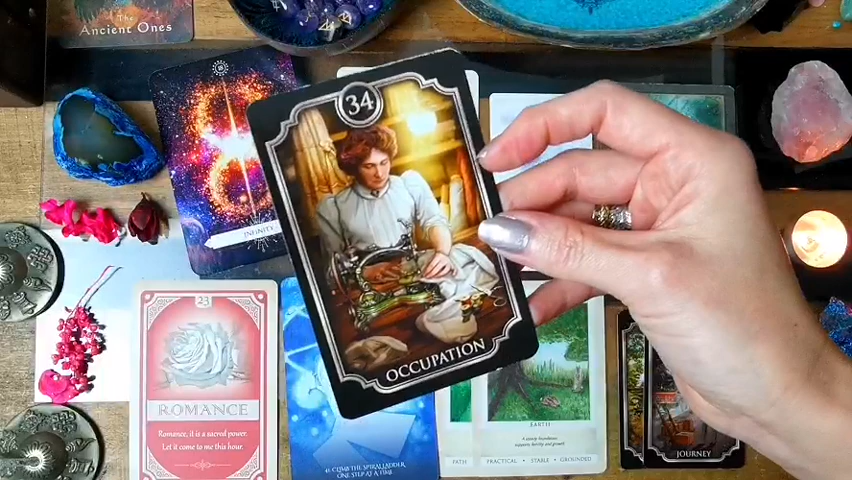 The
ANCIENT ONES
8
INFINITY
34
OCCUPATION
23
ROMANCE
Romance, it is a sacred power.
Let it come to me this hour.
41 CLIMB THE SPIRAL LADDER
ONE STEP AT A TIME
EARTH
PATH
PRACTICAL • STABLE • GROUNDED
JOURNEY